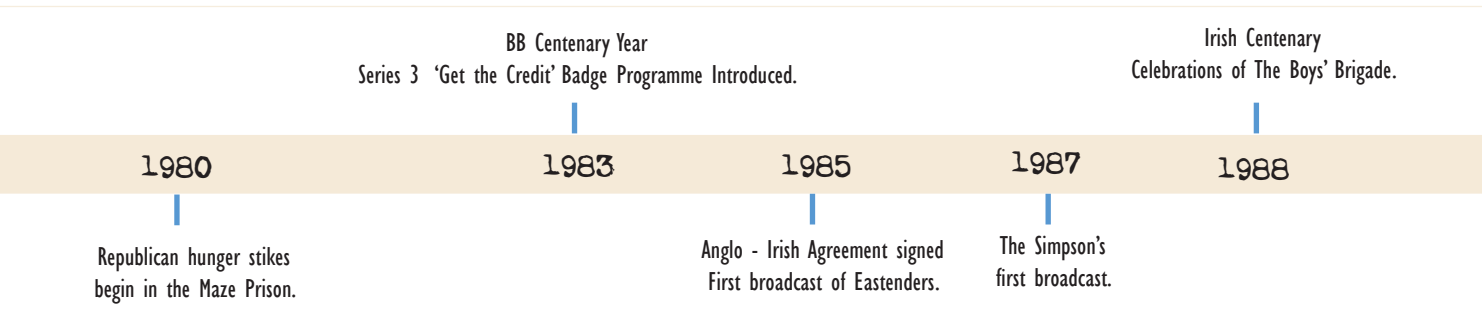 BB Centenary Year
Series 3 ‘Get the Credit’ Badge Programme Introduced.
Irish Centenary
Celebrations of The Boys’ Brigade.
1980
1983
1985
1987
1988
Republican hunger stikes
begin in the Maze Prison.
Anglo - Irish Agreement signed
First broadcast of Eastenders.
The Simpson’s
first broadcast.